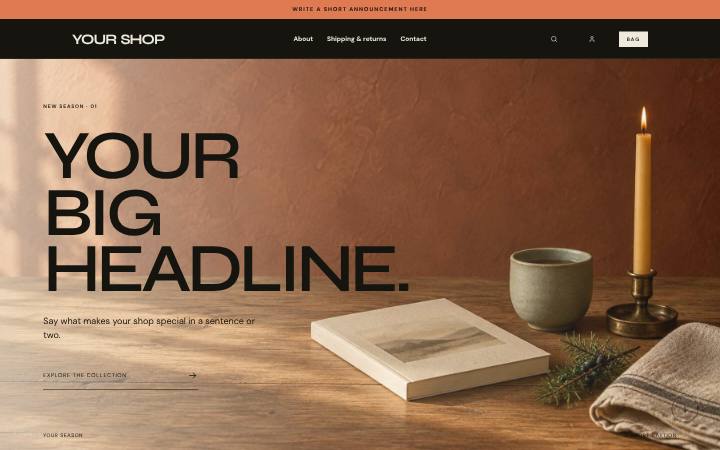 WRITE A SHORT ANNOUNCEMENT HERE
YOUR SHOP
About
Shipping & returns
Contact
BAG
NEW SEASON · 01
YOUR
BIG
HEADLINE.
Say what makes your shop special in a sentence or
two.
EXPLORE THE COLLECTION
YOUR SEASON